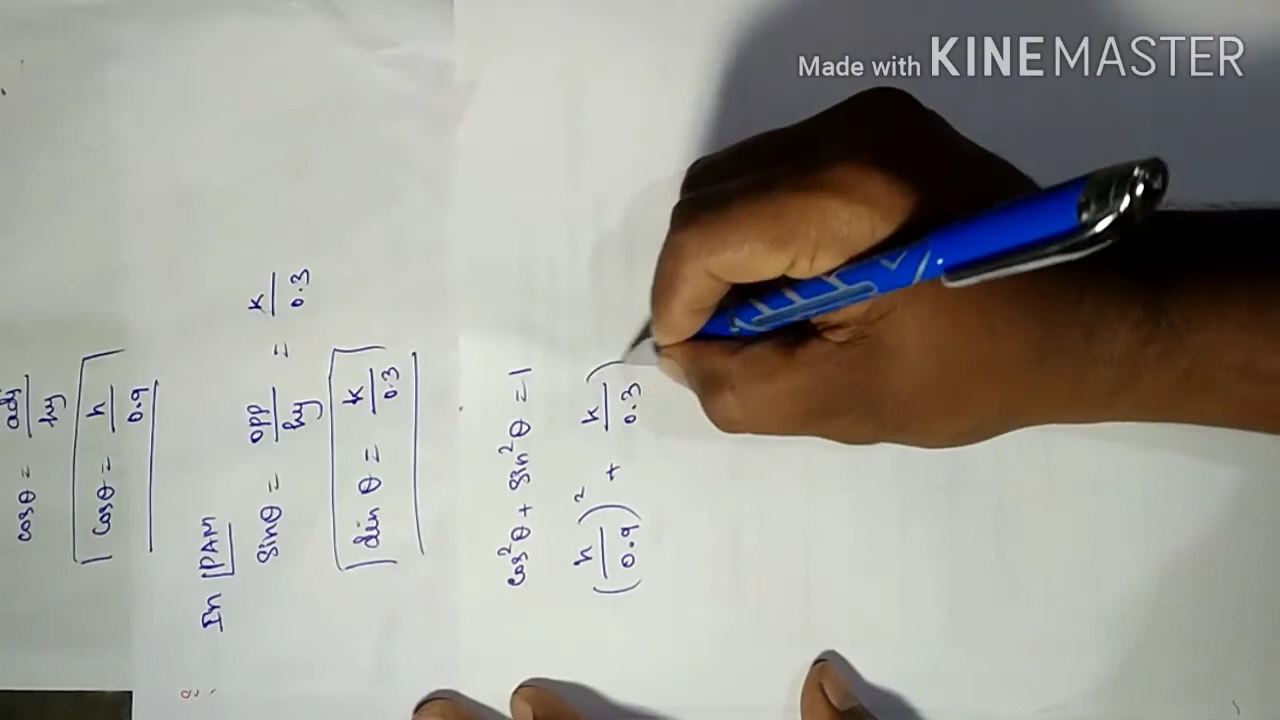 Made with KINEMASTER
cosθ = adj/hy
cosθ = h/0.9
In PAM
sinθ = opp/hy = k/0.3
sin θ = k/0.3
cos²θ + sin²θ = 1
(h/0.9)² + k/0.3)